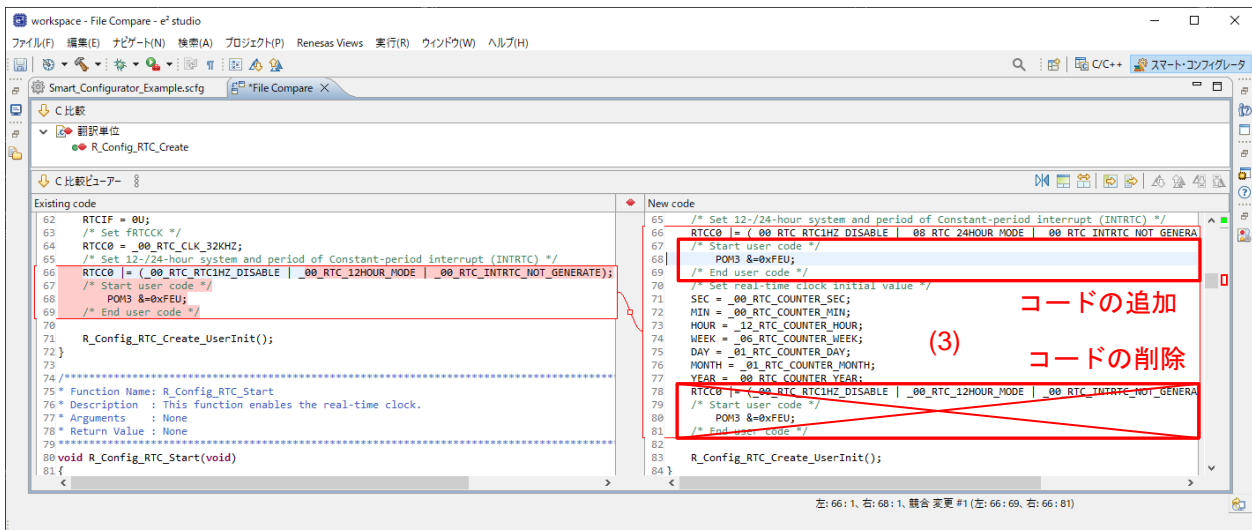 workspace - File Compare - e² studio
ファイル(F) 編集(E) ナビゲート(N) 検索(A) プロジェクト(P) Renesas Views 実行(R) ウィンドウ(W) ヘルプ(H)
C/C++ スマート・コンフィグレータ
Smart_Configurator_Example.scfg *File Compare
C 比較
翻訳単位
R_Config_RTC_Create
C 比較ビューアー
Existing code
62 RTCIF = 0U;
63 /* Set fRTCCK */
64 RTCC0 = _00_RTC_CLK_32KHZ;
65 /* Set 12-/24-hour system and period of Constant-period interrupt (INTRTC) */
66 RTCC0 |= (_00_RTC_RTC1HZ_DISABLE | _00_RTC_12HOUR_MODE | _00_RTC_INTRTC_NOT_GENERATE);
67 /* Start user code */
68 POM3 &=0xFEU;
69 /* End user code */
70
71 R_Config_RTC_Create_UserInit();
72 }
73
74 /***********************************************************************************
75 * Function Name: R_Config_RTC_Start
76 * Description : This function enables the real-time clock.
77 * Arguments : None
78 * Return Value : None
79 ***********************************************************************************
80 void R_Config_RTC_Start(void)
81 {
New code
65 /* Set 12-/24-hour system and period of Constant-period interrupt (INTRTC) */
66 RTCC0 |= (_00_RTC_RTC1HZ_DISABLE | _08_RTC_24HOUR_MODE | _00_RTC_INTRTC_NOT_GENERA
67 /* Start user code */
68 POM3 &=0xFEU;
69 /* End user code */
70 /* Set real-time clock initial value */
71 SEC = _00_RTC_COUNTER_SEC;
72 MIN = _00_RTC_COUNTER_MIN;
73 HOUR = _12_RTC_COUNTER_HOUR;
74 WEEK = _06_RTC_COUNTER_WEEK;
75 DAY = _01_RTC_COUNTER_DAY;
76 MONTH = _01_RTC_COUNTER_MONTH;
77 YEAR = _00_RTC_COUNTER_YEAR;
78 RTCC0 |= (_00_RTC_RTC1HZ_DISABLE | _00_RTC_12HOUR_MODE | _00_RTC_INTRTC_NOT_GENERA
79 /* Start user code */
80 POM3 &=0xFEU;
81 /* End user code */
82
83 R_Config_RTC_Create_UserInit();
84 }
コードの追加
(3)
コードの削除
左: 66 : 1、右: 68 : 1、競合 変更 #1 (左: 66 : 69、右: 66 : 81)